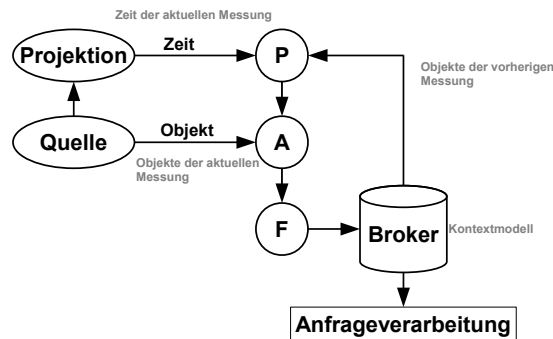 Zeit der aktuellen Messung
Projektion
Zeit
P
Objekte der vorherigen
Messung
Quelle
Objekt
A
Objekte der aktuellen
Messung
F
Broker
Kontextmodell
Anfrageverarbeitung